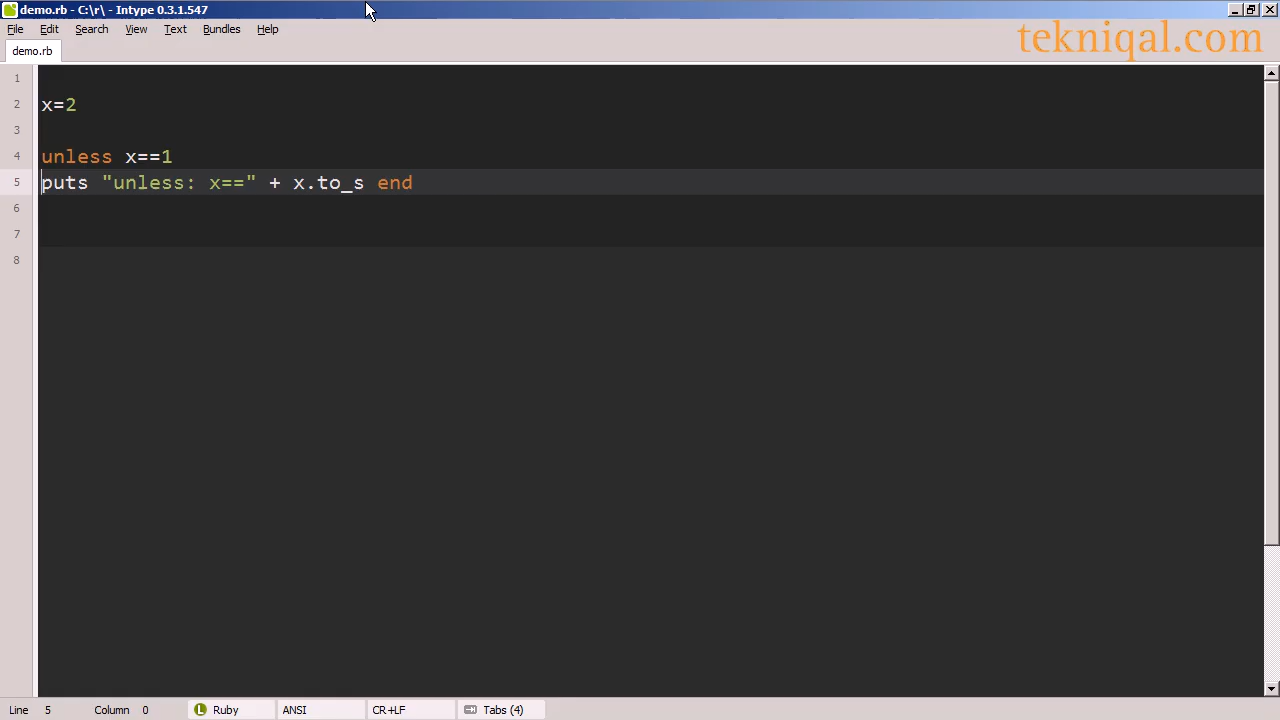 demo.rb - C:\r\ - Intype 0.3.1.547
File Edit Search View Text Bundles Help
tekniqal.com
demo.rb
1
2 x=2
3
4 unless x==1
5 puts "unless: x==" + x.to_s end
6
7
8
Line 5 Column 0 L Ruby ANSI CR+LF Tabs (4)